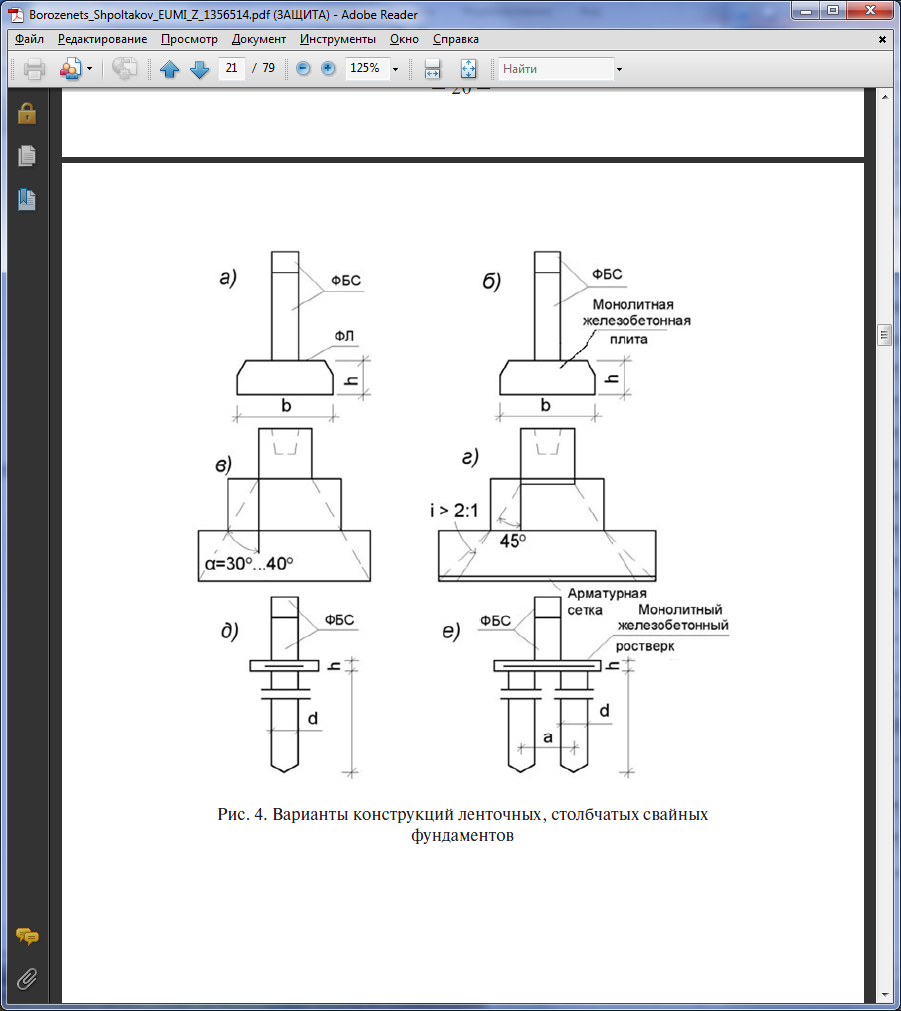 Borozenets_Shpoltakov_EUMI_Z_1356514.pdf (ЗАЩИТА) - Adobe Reader
Файл Редактирование Просмотр Документ Инструменты Окно Справка
21 / 79 125% Найти
– 20 –
а) ФБС
ФЛ
h
b
б) ФБС
Монолитная
железобетонная
плита
h
b
в)
α=30°...40°
г)
i > 2:1
45°
Арматурная
сетка
д) ФБС
h
d
е) ФБС
Монолитный
железобетонный
ростверк
h
d
a
Рис. 4. Варианты конструкций ленточных, столбчатых свайных
фундаментов